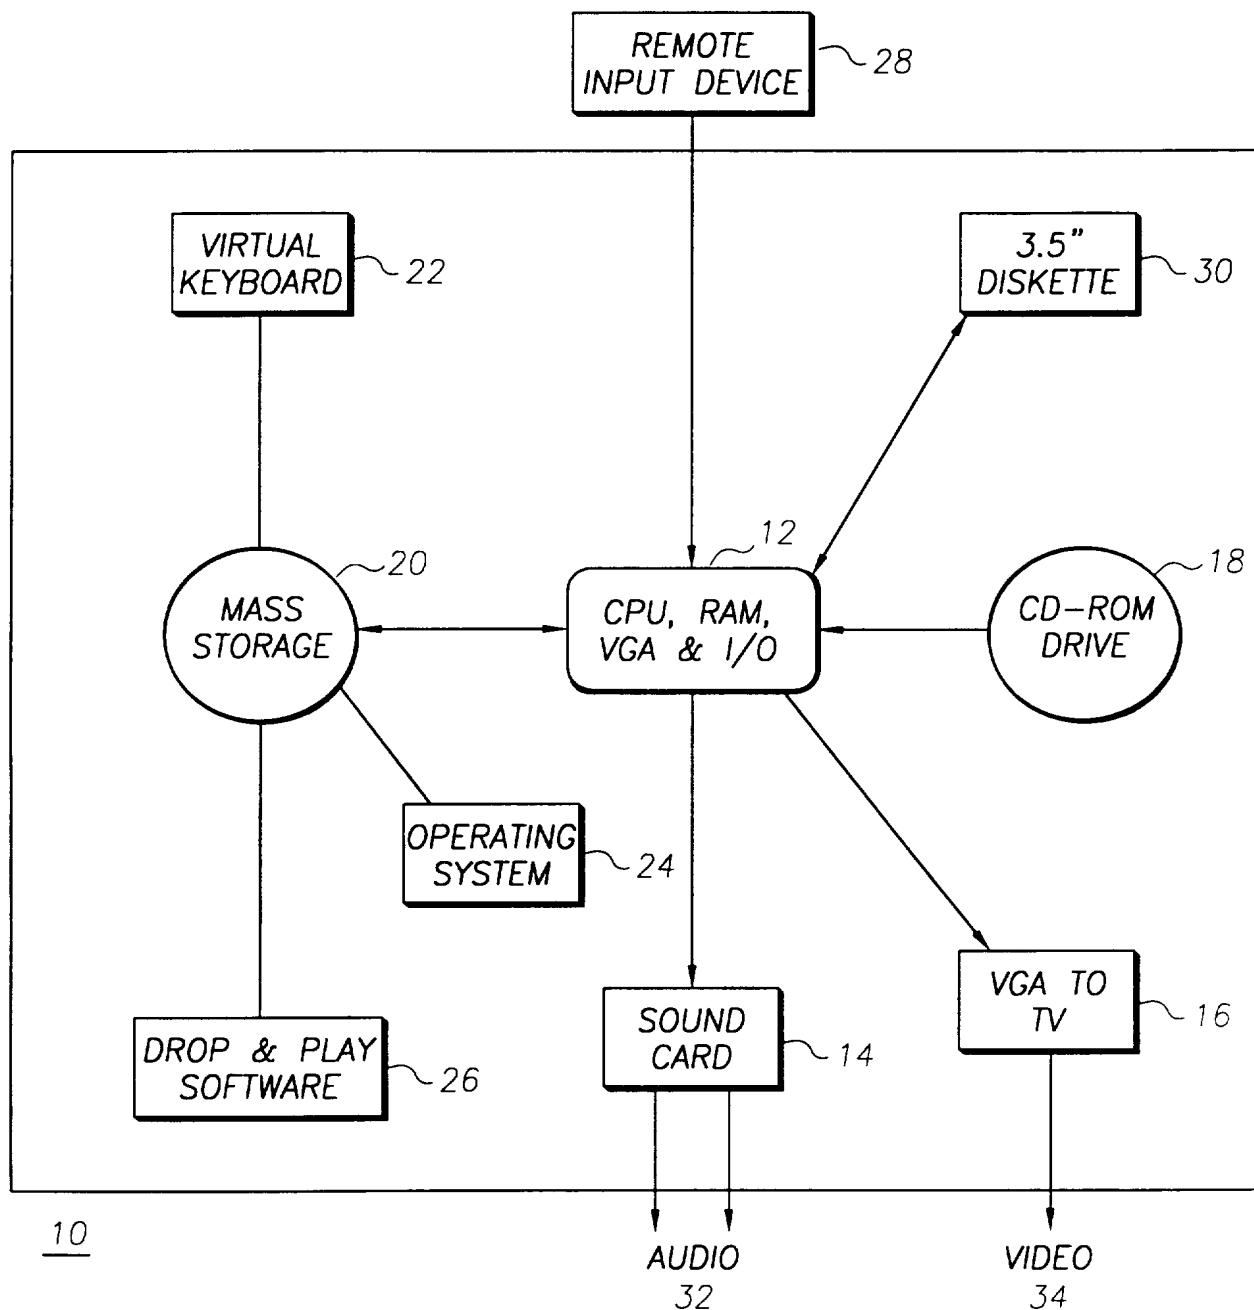 REMOTE
INPUT DEVICE
28
VIRTUAL
KEYBOARD
22
3.5”
DISKETTE
30
12
20
18
MASS
STORAGE
CPU, RAM,
VGA & I/O
CD-ROM
DRIVE
OPERATING
SYSTEM
24
VGA TO
TV
16
SOUND
CARD
14
DROP & PLAY
SOFTWARE
26
10
AUDIO
32
VIDEO
34